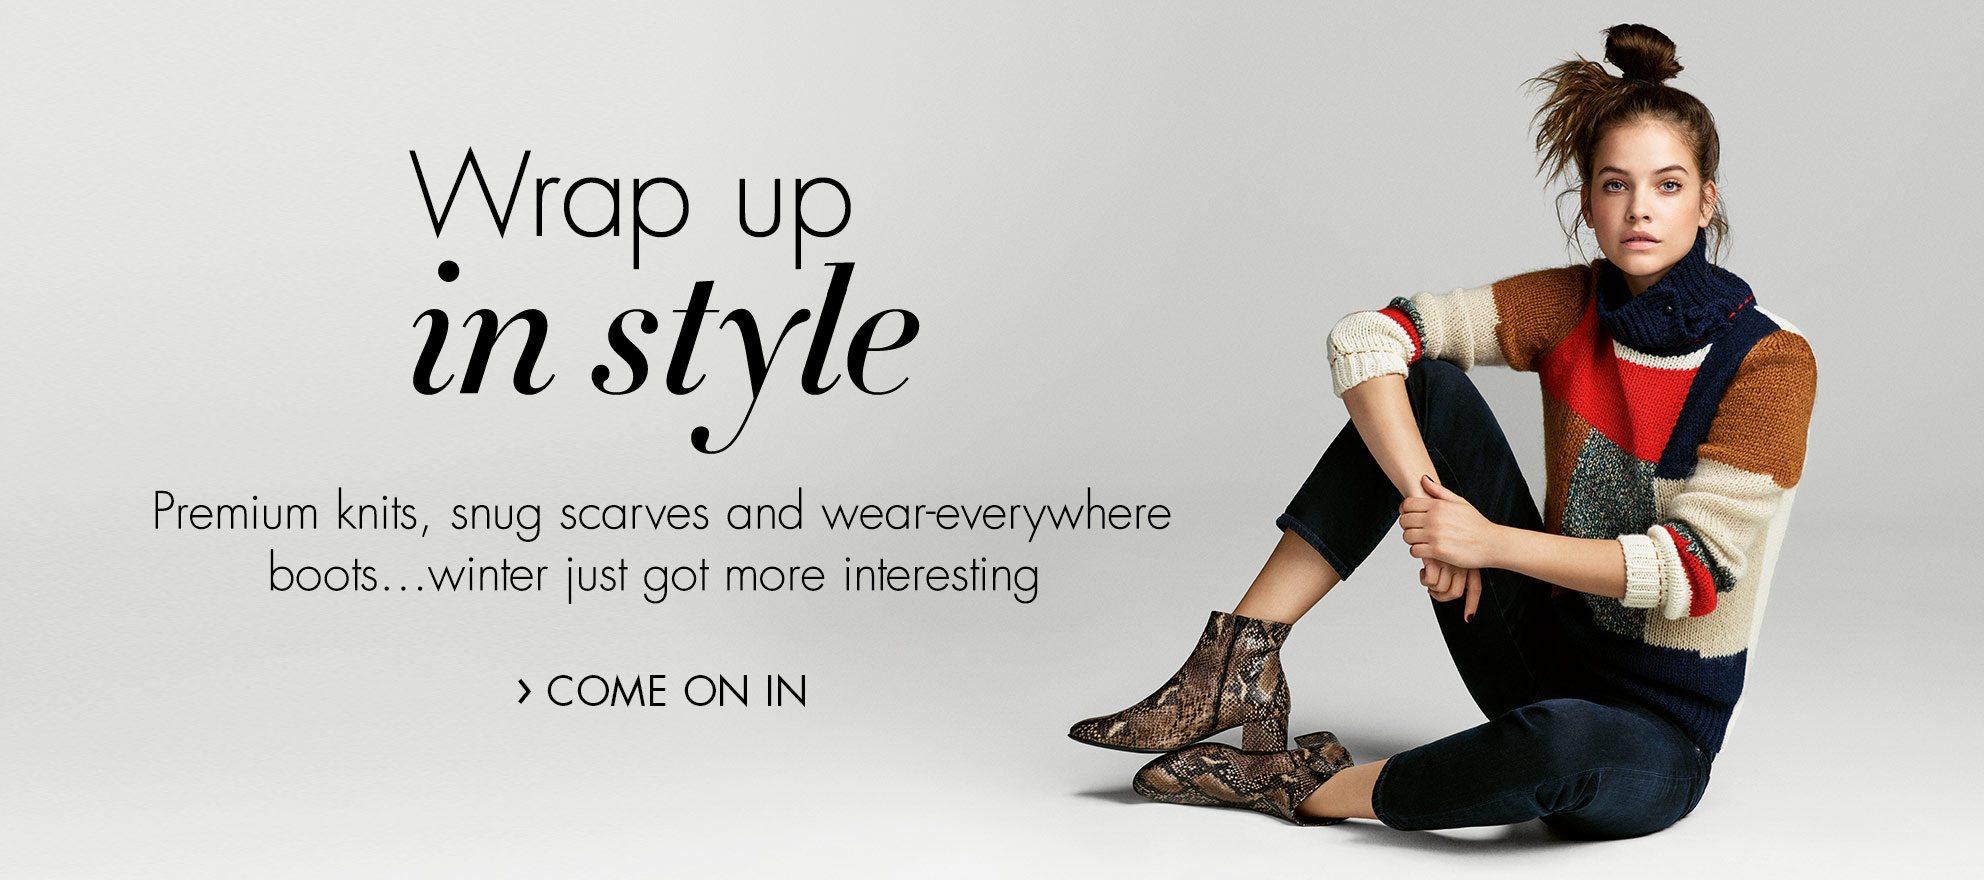 Wrap up
in style
Premium knits, snug scarves and wear-everywhere
boots...winter just got more interesting
› COME ON IN